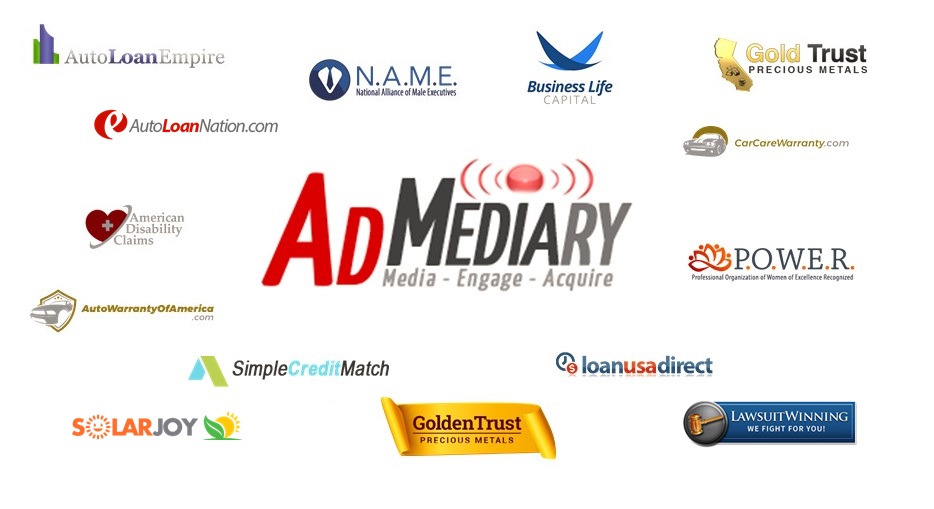 AutoLoanEmpire
N.A.M.E.
National Alliance of Male Executives
Business Life
CAPITAL
Gold Trust
PRECIOUS METALS
AutoLoanNation.com
CarCareWarranty.com
ADMEDIARY
Media - Engage - Acquire
American
Disability
Claims
P.O.W.E.R.
Professional Organization of Women of Excellence Recognized
AutoWarrantyOfAmerica
.com
SimpleCreditMatch
loanusadirect
SOLARJOY
GoldenTrust
PRECIOUS METALS
LAWSUITWINNING
WE FIGHT FOR YOU!